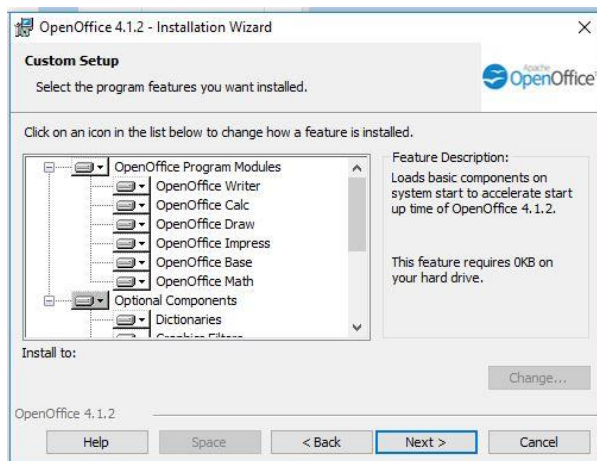 OpenOffice 4.1.2 - Installation Wizard
Custom Setup
Select the program features you want installed.
Apache
OpenOffice
Click on an icon in the list below to change how a feature is installed.
OpenOffice Program Modules
OpenOffice Writer
OpenOffice Calc
OpenOffice Draw
OpenOffice Impress
OpenOffice Base
OpenOffice Math
Optional Components
Dictionaries
Graphics Filters
Feature Description:
Loads basic components on
system start to accelerate start
up time of OpenOffice 4.1.2.
This feature requires 0KB on
your hard drive.
Install to:
Change...
OpenOffice 4.1.2
Help
Space
< Back
Next >
Cancel